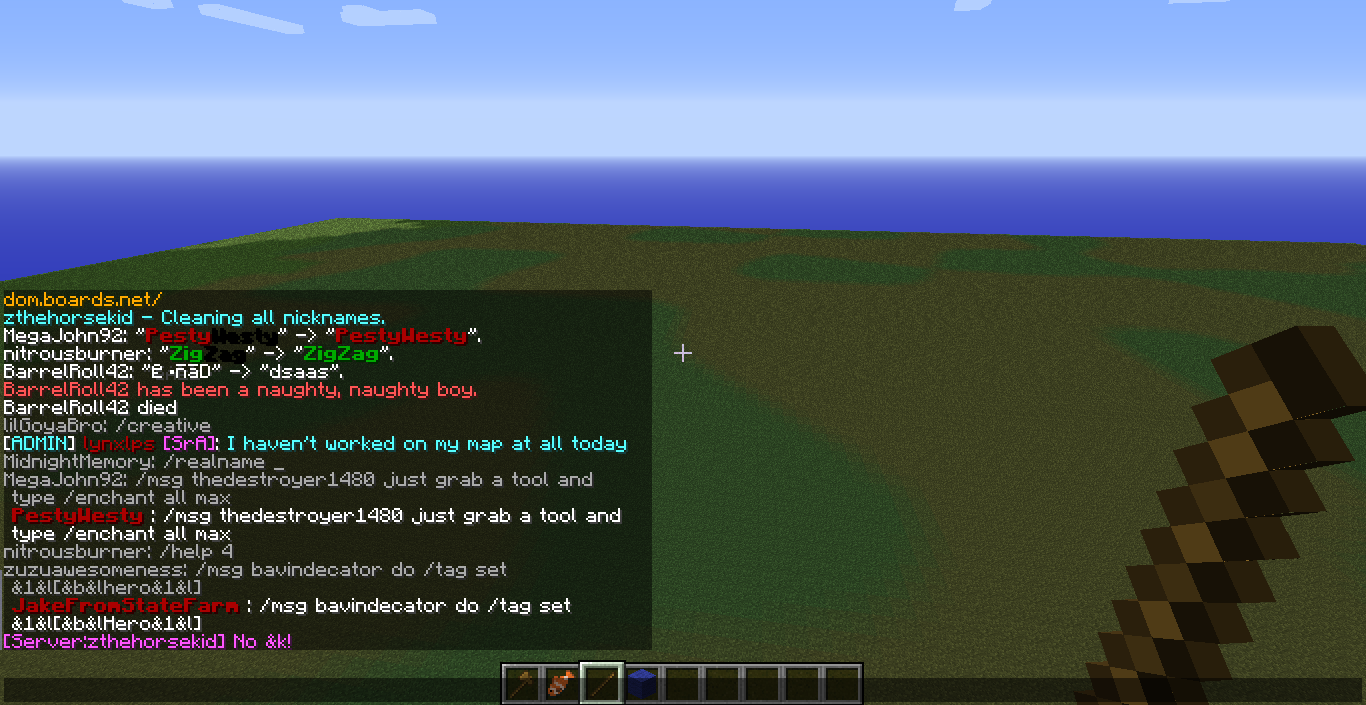 dom.boards.net/
zthehorsekid - Cleaning all nicknames.
MegaJohn92: "PestyWesty" -> "PestyWesty".
nitrousburner: "ZigZag" -> "ZigZag".
BarrelRoll42: " -> "dsaas".
BarrelRoll42 has been a naughty, naughty boy.
BarrelRoll42 died
lilGoyaBro: /creative
[ADMIN] lynxlps [SrA]: I haven't worked on my map at all today
MidnightMemory: /realname _
MegaJohn92: /msg thedestroyer1480 just grab a tool and
type /enchant all max
PestyWesty : /msg thedestroyer1480 just grab a tool and
type /enchant all max
nitrousburner: /help 4
zuzuawesomeness: /msg bavindecator do /tag set
&1&l[&b&lhero&1&l]
JakeFromStateFarm : /msg bavindecator do /tag set
&1&l[&b&lHero&1&l]
[Server:zthehorsekid] No &k!